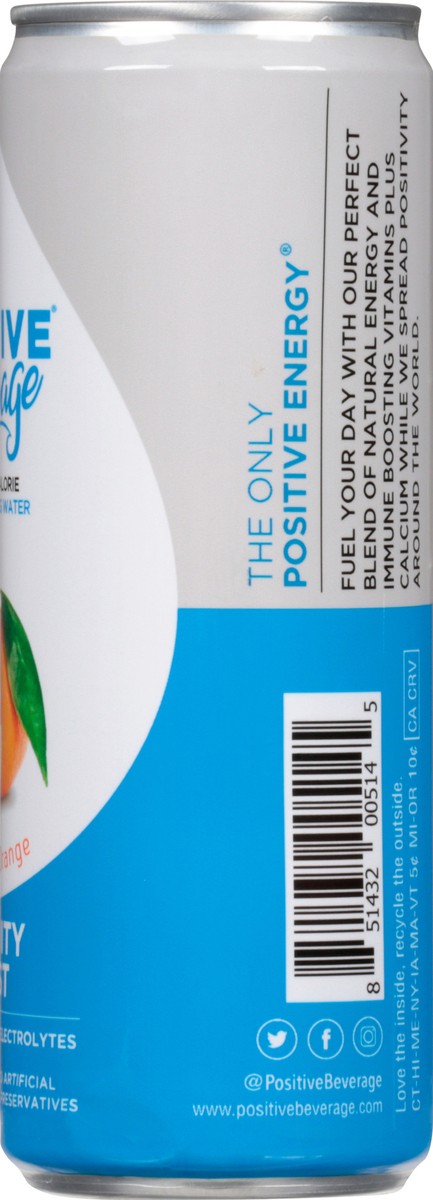 IVE®
age
LORIE
WATER
range
ITY
ST
ELECTROLYTES
ARTIFICIAL
PRESERVATIVES
THE ONLY
POSITIVE ENERGY®
FUEL YOUR DAY WITH OUR PERFECT
BLEND OF NATURAL ENERGY AND
IMMUNE BOOSTING VITAMINS PLUS
CALCIUM WHILE WE SPREAD POSITIVITY
AROUND THE WORLD.
8 51432 00514 5
Love the inside, recycle the outside.
CT-HI-ME-NY-IA-MA-VT 5¢ MI-OR 10¢ CA CRV
@PositiveBeverage
www.positivebeverage.com